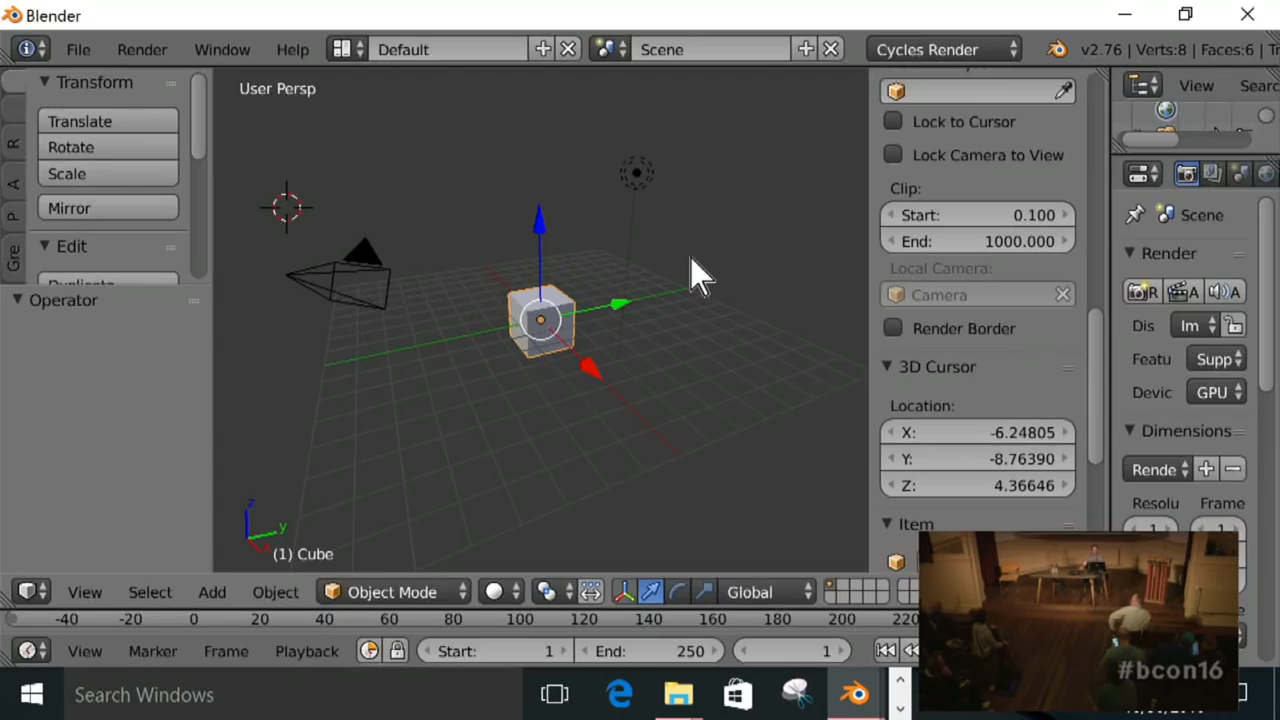 Blender
File Render Window Help Default Scene Cycles Render v2.76 | Verts:8 | Faces:6 |
Transform
Translate
Rotate
Scale
Mirror
Edit
Operator
R
A
P
Gre
User Persp
z
y
(1) Cube
Lock to Cursor
Lock Camera to View
Clip:
Start: 0.100
End: 1000.000
Local Camera:
Camera
Render Border
3D Cursor
Location:
X: -6.24805
Y: -8.76390
Z: 4.36646
Item
View Searc
Scene
Render
R A A
Dis Im
Featu Supp
Devic GPU
Dimensions
Rende
Resolu Frame
View Select Add Object Object Mode Global
-40 -20 0 20 40 60 80 100 120 140 160 180 200 220
View Marker Frame Playback Start: 1 End: 250 1
#bcon16
Search Windows